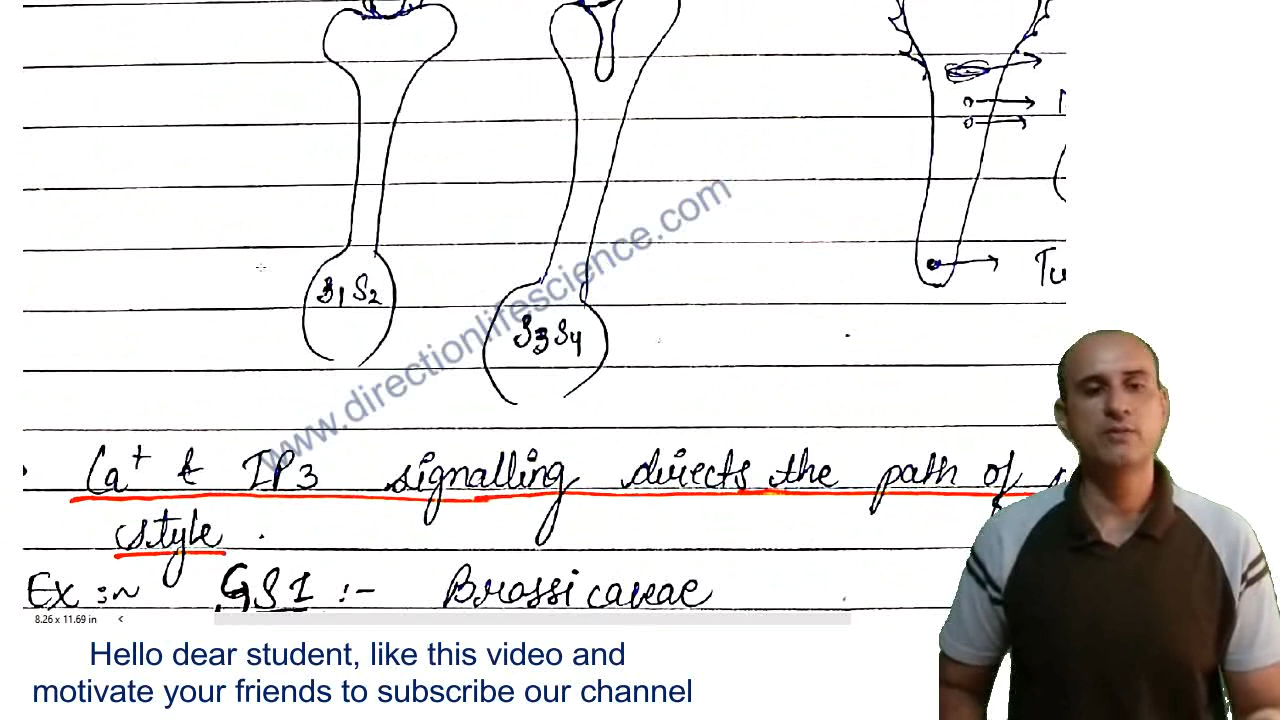 S1 S2
S3 S4
Tu
www.directionlifescience.com
Ca+ & IP3 signalling directs the path of
style .
Ex :~ GSI :- Brassicaceae
8.26 x 11.69 in <
Hello dear student, like this video and
motivate your friends to subscribe our channel